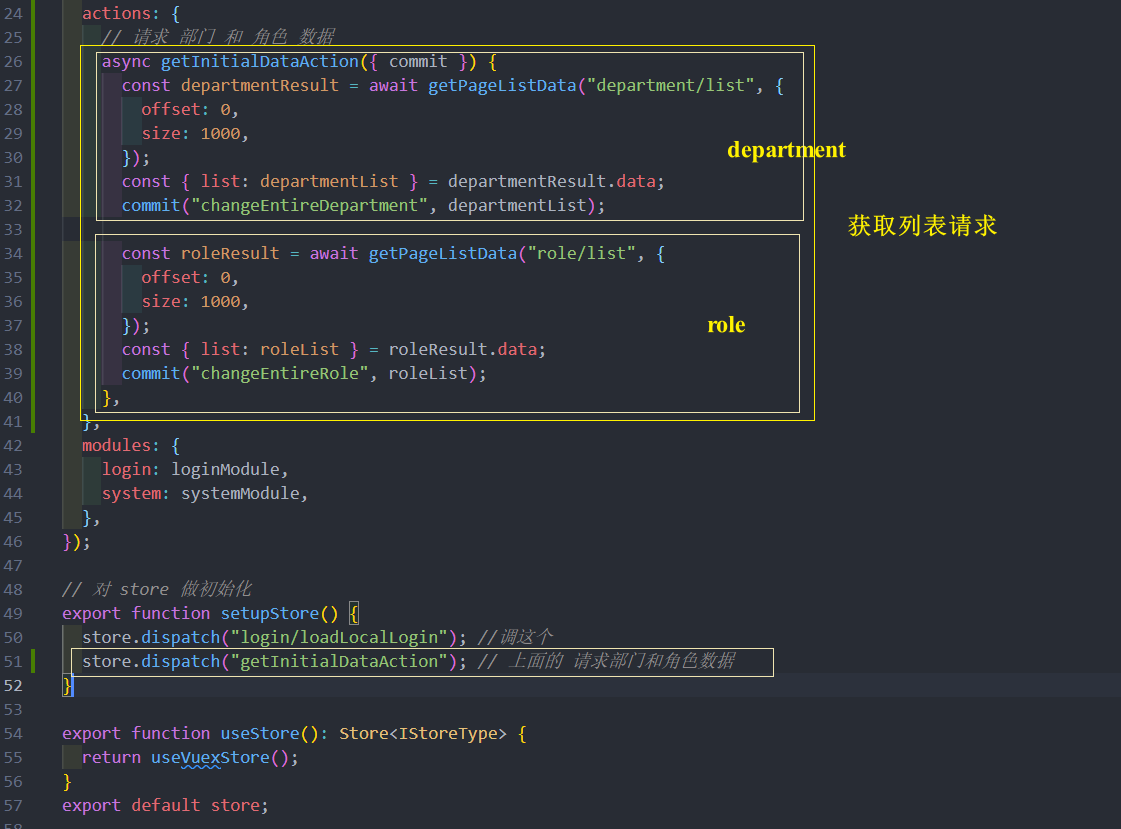 24 actions: {
25 // 请求 部门 和 角色 数据
26 async getInitialDataAction({ commit }) {
27 const departmentResult = await getPageListData("department/list", {
28 offset: 0,
29 size: 1000,
30 });
department
31 const { list: departmentList } = departmentResult.data;
32 commit("changeEntireDepartment", departmentList);
33
获取列表请求
34 const roleResult = await getPageListData("role/list", {
35 offset: 0,
36 size: 1000,
37 });
role
38 const { list: roleList } = roleResult.data;
39 commit("changeEntireRole", roleList);
40 },
41 },
42 modules: {
43 login: loginModule,
44 system: systemModule,
45 },
46 });
47
48 // 对 store 做初始化
49 export function setupStore() {
50 store.dispatch("login/loadLocalLogin"); //调这个
51 store.dispatch("getInitialDataAction"); // 上面的 请求部门和角色数据
52 }
53
54 export function useStore(): Store<IStoreType> {
55 return useVuexStore();
56 }
57 export default store;
58